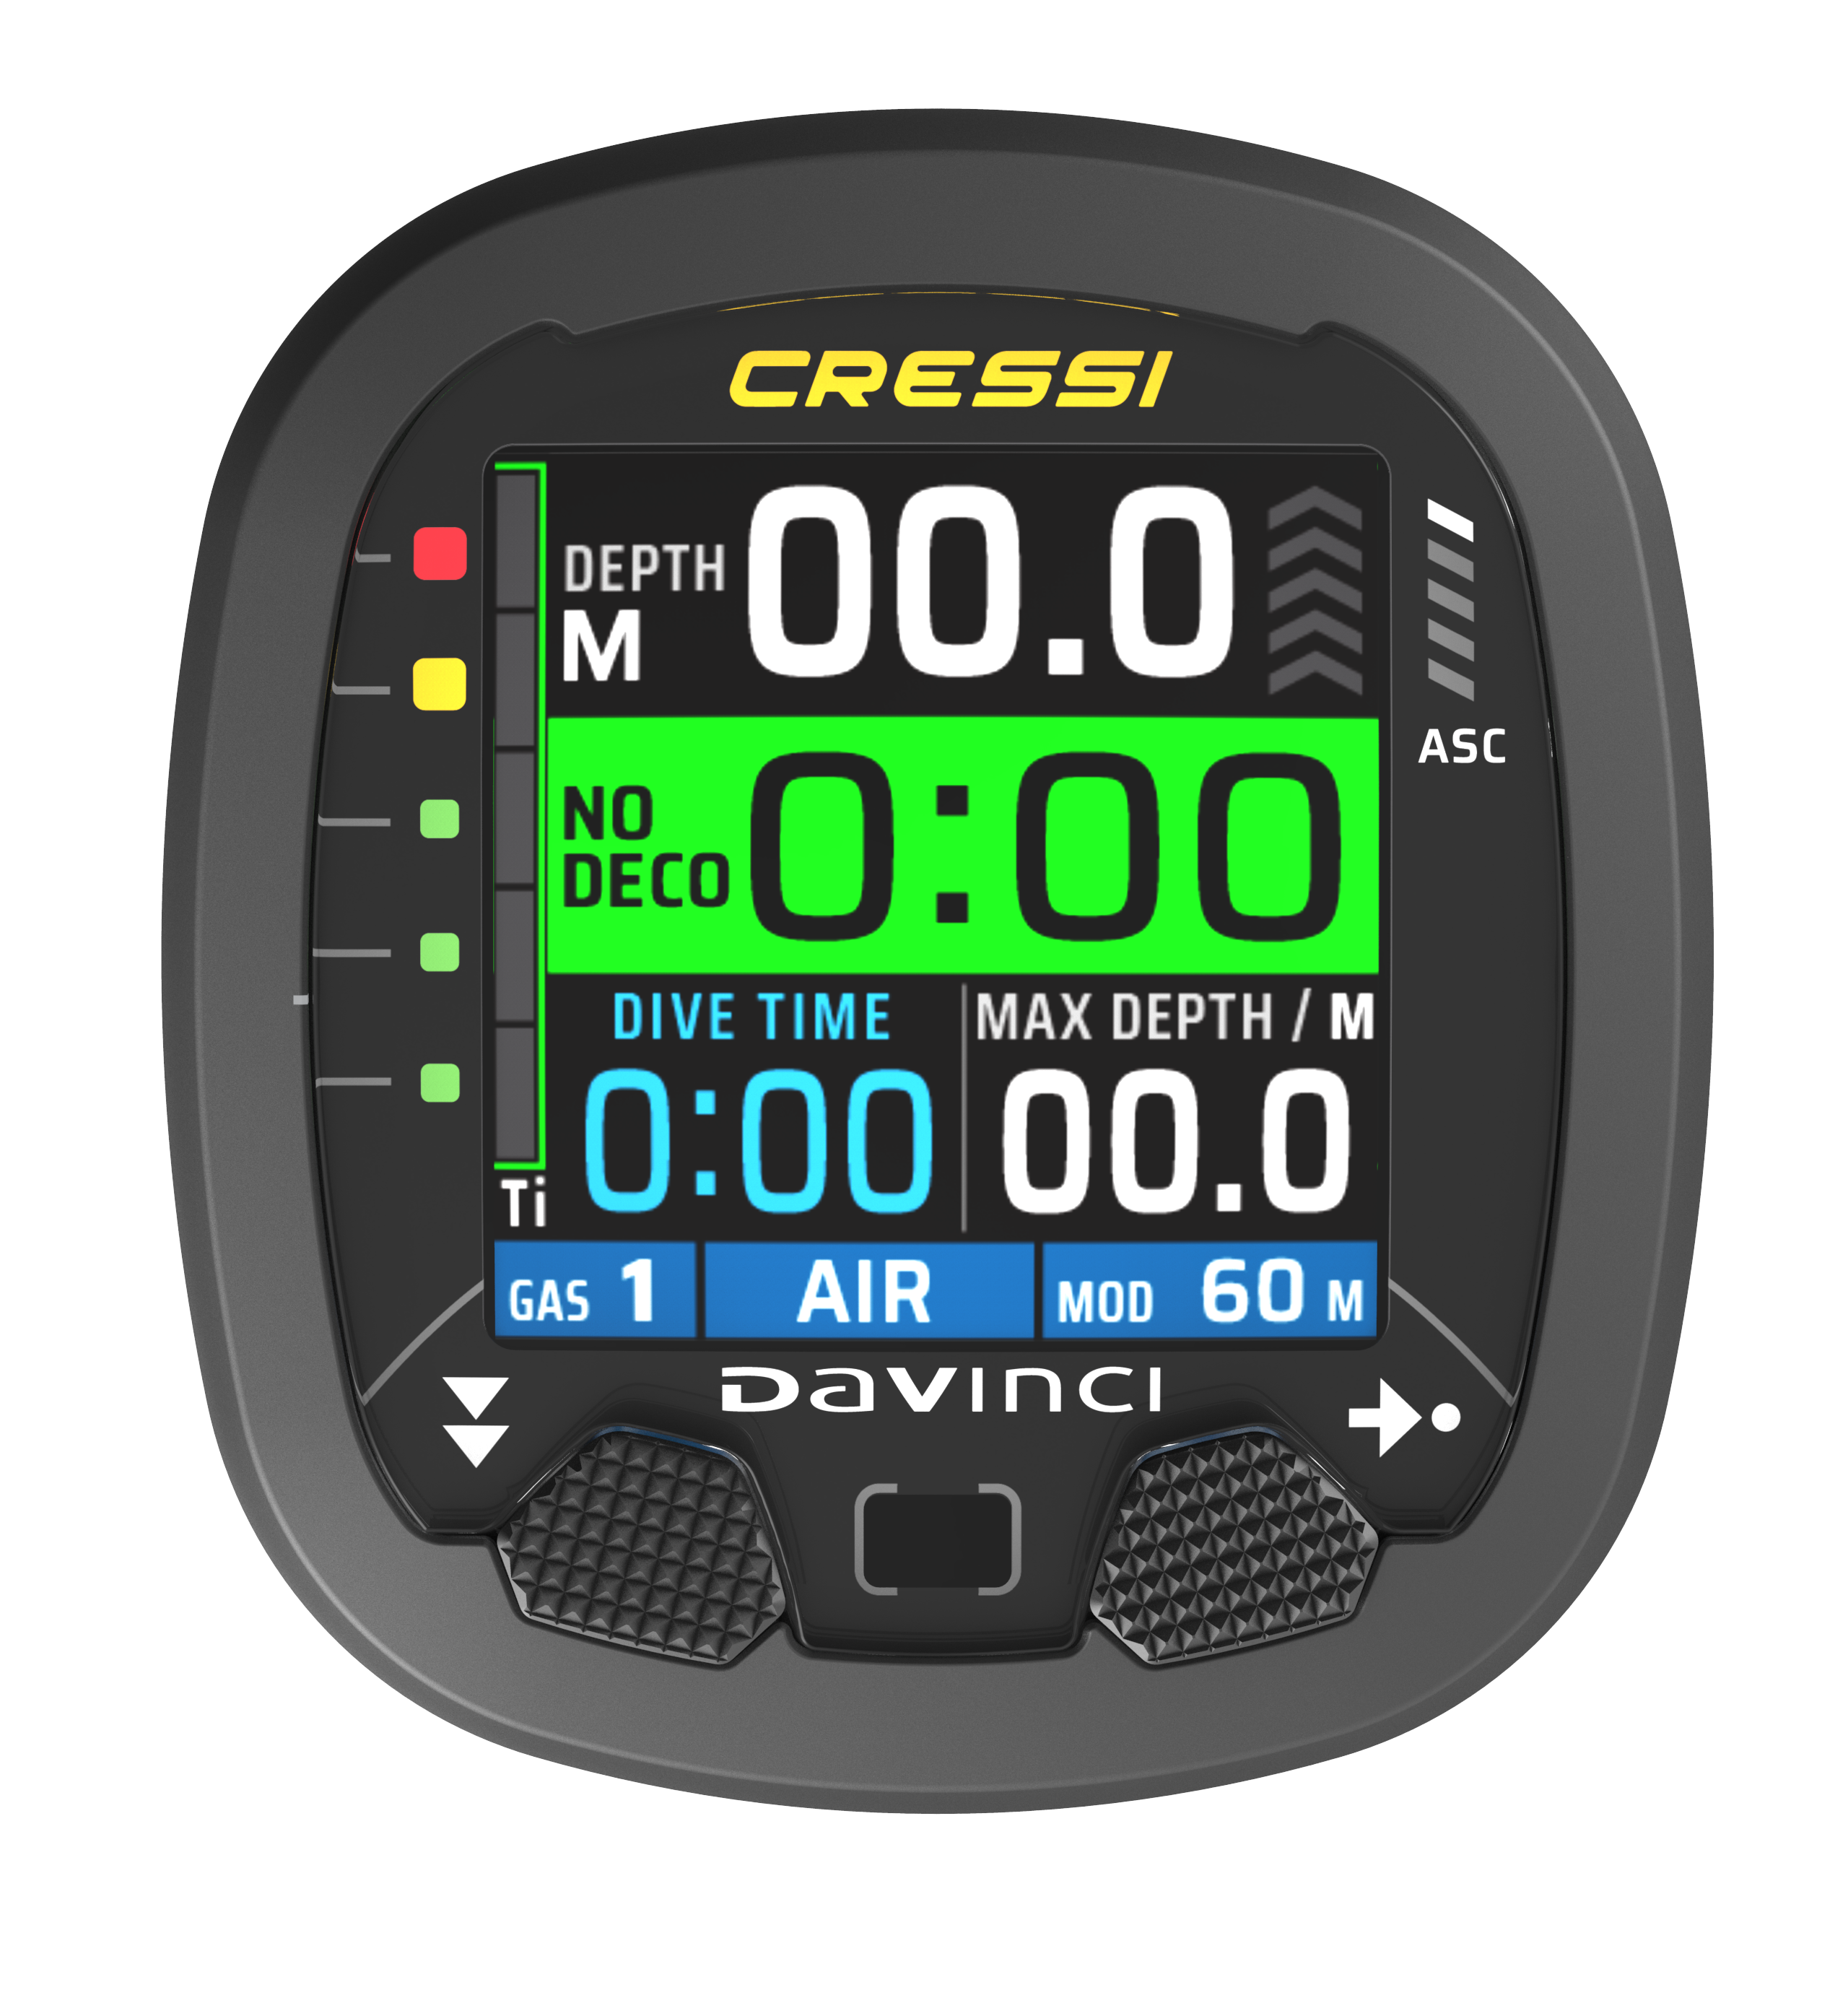 CRESSI
DEPTH
M
00.0
ASC
NO
DECO
0:00
DIVE TIME
0:00
MAX DEPTH / M
00.0
Ti
GAS 1
AIR
MOD 60 M
Davinci